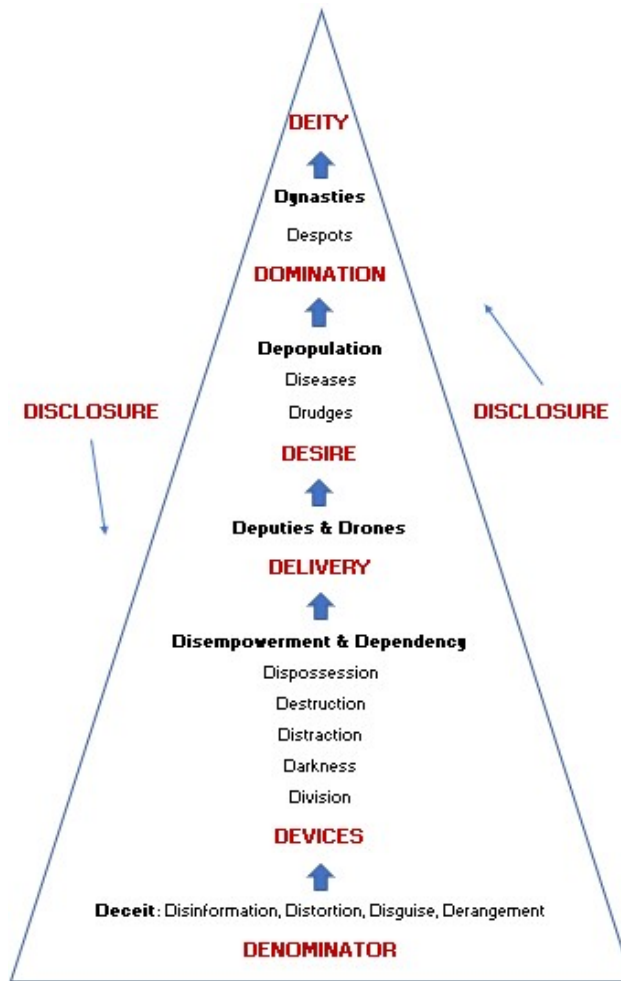 DEITY
Dynasties
Despots
DOMINATION
Depopulation
Diseases
Drudges
DISCLOSURE
DISCLOSURE
DESIRE
Deputies & Drones
DELIVERY
Disempowerment & Dependency
Dispossession
Destruction
Distraction
Darkness
Division
DEVICES
Deceit: Disinformation, Distortion, Disguise, Derangement
DENOMINATOR